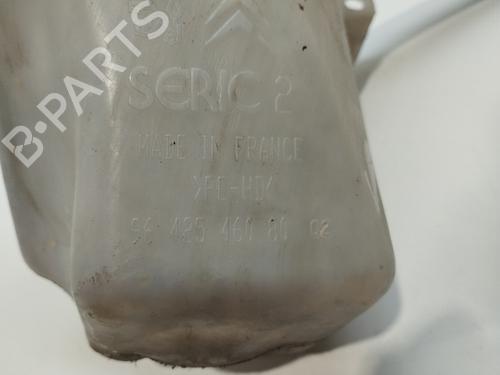 SERIC 2
MADE IN FRANCE
>PE-HD<
96 425 460 80 02
B-PARTS